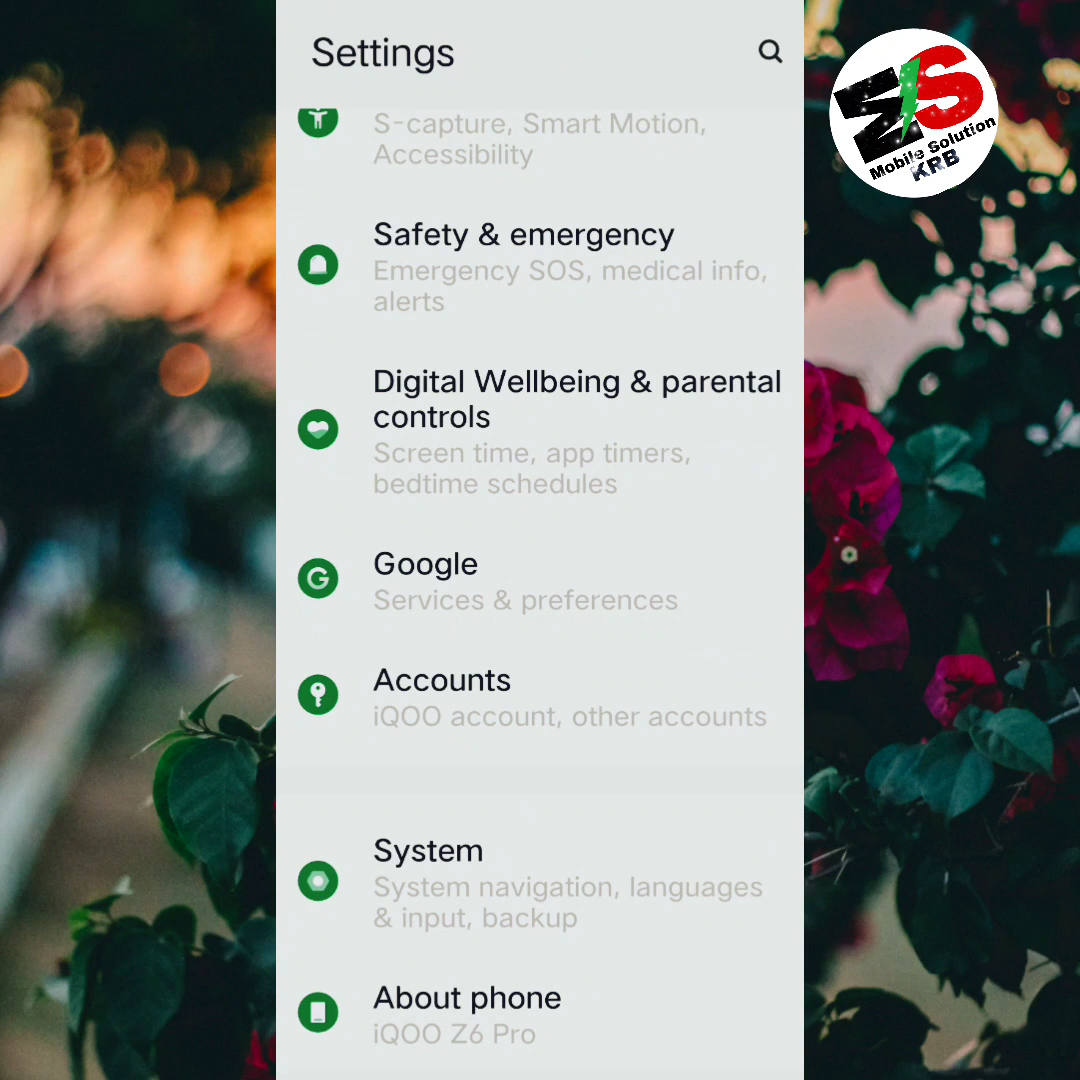 Settings
S-capture, Smart Motion,
Accessibility
Safety & emergency
Emergency SOS, medical info,
alerts
Digital Wellbeing & parental
controls
Screen time, app timers,
bedtime schedules
Google
Services & preferences
Accounts
iQOO account, other accounts
System
System navigation, languages
& input, backup
About phone
iQOO Z6 Pro
MS
Mobile Solution
KRB